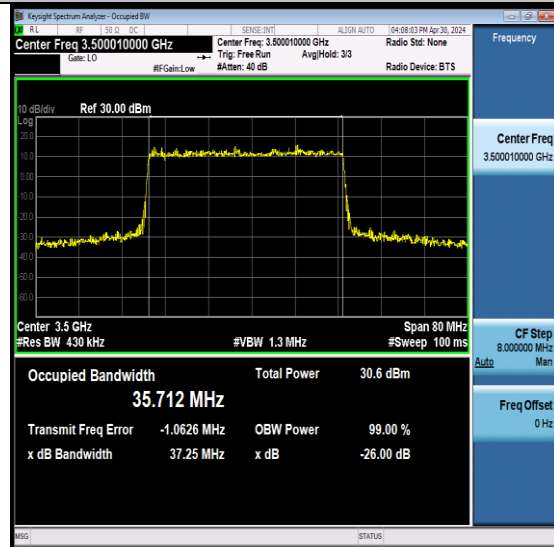 Keysight Spectrum Analyzer - Occupied BW
RL RF 50 Ω DC SENSE:INT ALIGN AUTO 04:08:03 PM Apr 30, 2024
Center Freq 3.500010000 GHz
Center Freq: 3.500010000 GHz
Radio Std: None
Frequency
Gate: LO
Trig: Free Run Avg|Hold: 3/3
#IFGain:Low
#Atten: 40 dB
Radio Device: BTS
10 dB/div Ref 30.00 dBm
Log
20.0
10.0
0.00
-10.0
-20.0
-30.0
-40.0
-50.0
-60.0
Center 3.5 GHz
Span 80 MHz
#Res BW 430 kHz
#VBW 1.3 MHz
#Sweep 100 ms
Occupied Bandwidth
Total Power 30.6 dBm
35.712 MHz
Transmit Freq Error -1.0626 MHz
OBW Power 99.00 %
x dB Bandwidth 37.25 MHz
x dB -26.00 dB
Center Freq
3.500010000 GHz
CF Step
8.000000 MHz
Auto Man
Freq Offset
0 Hz
MSG
STATUS